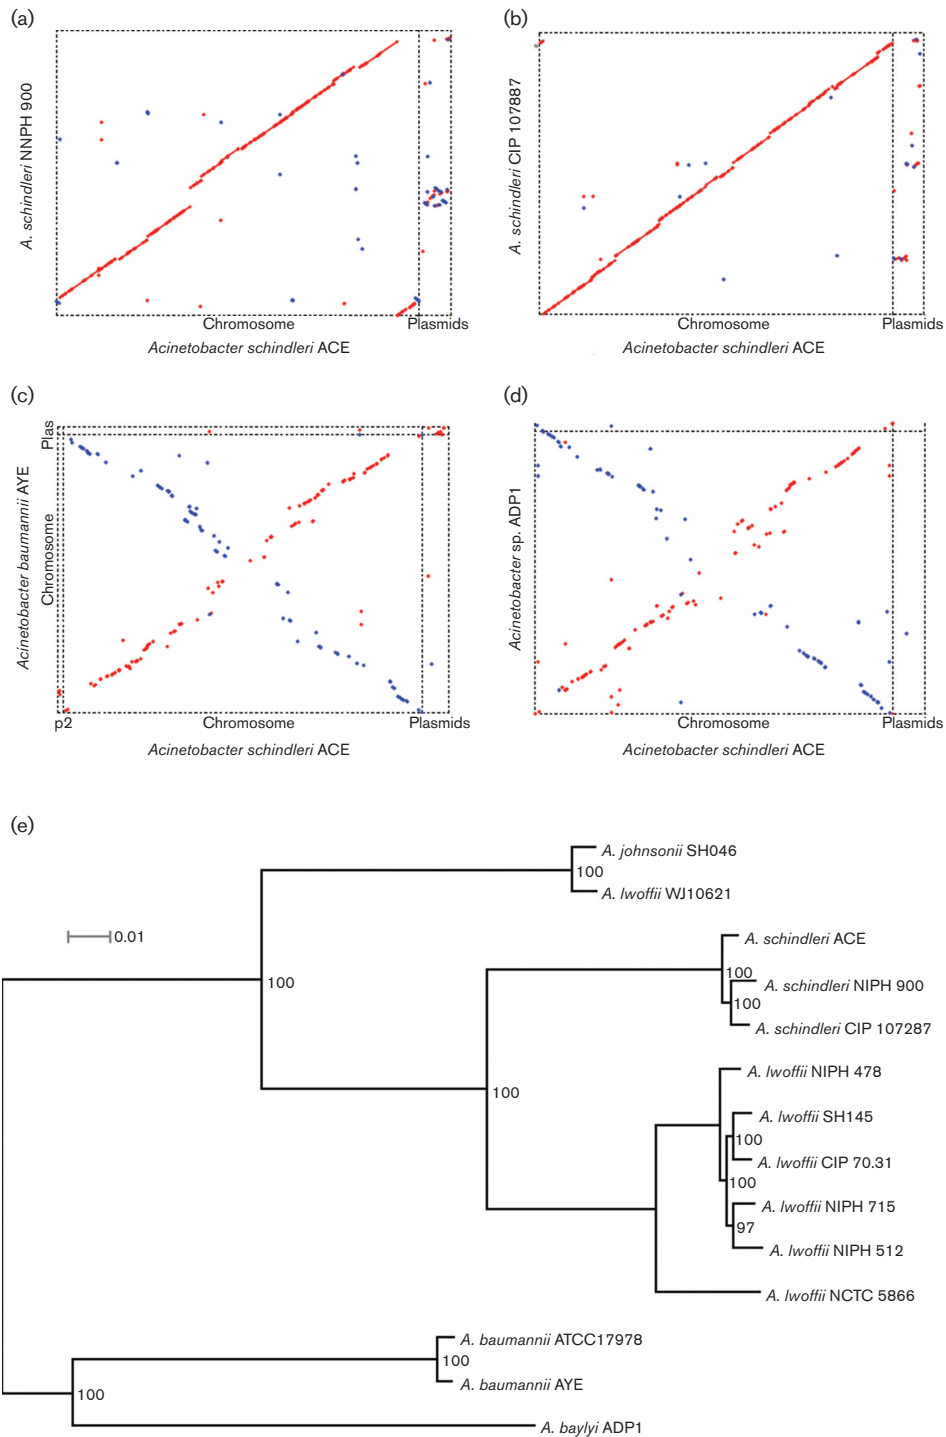 (a)
A. schindleri NNPH 900
Chromosome
Plasmids
Acinetobacter schindleri ACE
(b)
A. schindleri CIP 107887
Chromosome
Plasmids
Acinetobacter schindleri ACE
(c)
Acinetobacter baumannii AYE
Chromosome
Plas
p2
Chromosome
Plasmids
Acinetobacter schindleri ACE
(d)
Acinetobacter sp. ADP1
Chromosome
Plasmids
Acinetobacter schindleri ACE
(e)
0.01
A. johnsonii SH046
100
A. lwoffii WJ10621
A. schindleri ACE
100
A. schindleri NIPH 900
100
100
A. schindleri CIP 107287
A. lwoffii NIPH 478
100
A. lwoffii SH145
100
A. lwoffii CIP 70.31
100
A. lwoffii NIPH 715
97
A. lwoffii NIPH 512
A. lwoffii NCTC 5866
A. baumannii ATCC17978
100
A. baumannii AYE
100
A. baylyi ADP1